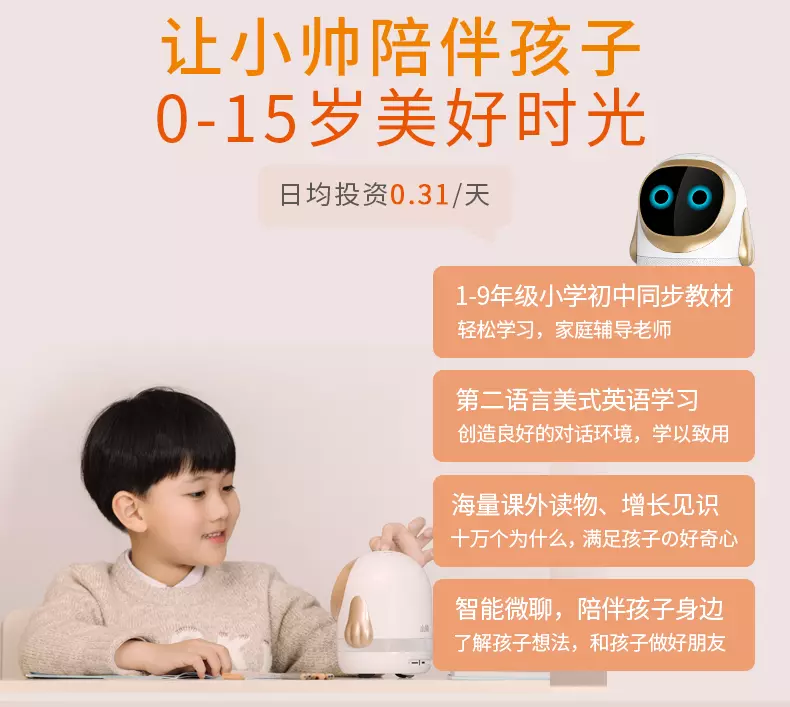 让小帅陪伴孩子
0-15岁美好时光
日均投资0.31/天
1-9年级小学初中同步教材
轻松学习，家庭辅导老师
第二语言美式英语学习
创造良好的对话环境，学以致用
海量课外读物、增长见识
十万个为什么，满足孩子の好奇心
智能微聊，陪伴孩子身边
了解孩子想法，和孩子做好朋友